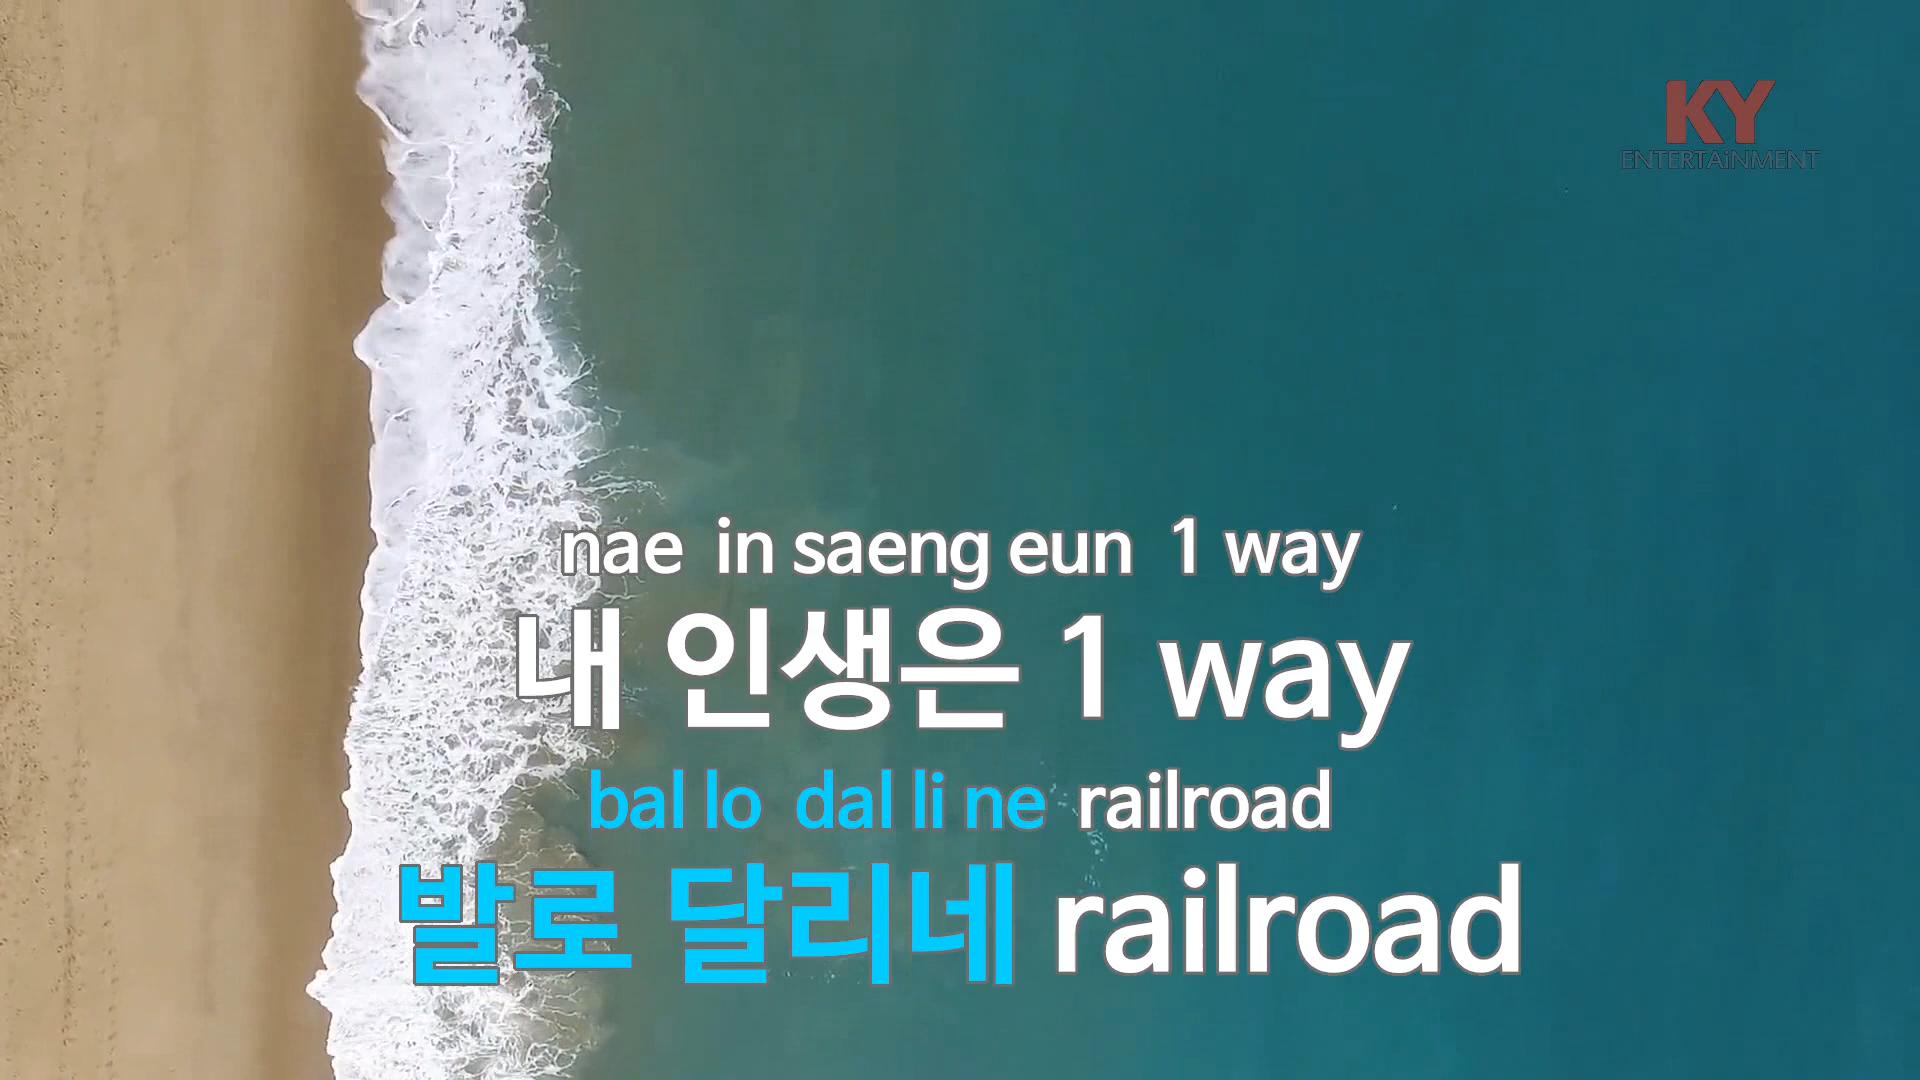 KY
ENTERTAiNMENT
nae in saeng eun 1 way
내 인생은 1 way
bal lo dal li ne railroad
발로 달리네 railroad